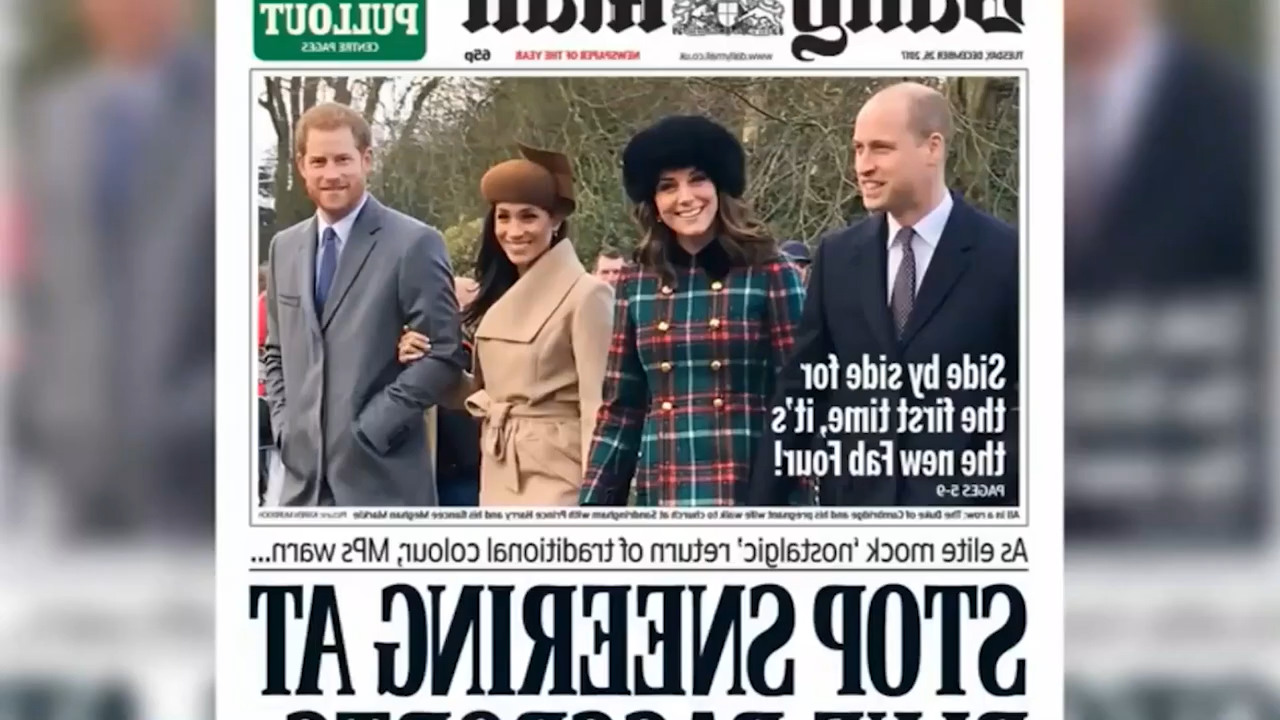 Daily Mail
PULLOUT
CENTRE PAGES
TUESDAY, DECEMBER 26, 2017 www.dailymail.co.uk NEWSPAPER OF THE YEAR 65p
Side by side for
the first time, it's
the new Fab Four!
PAGES 5-9
All in a row: The Duke of Cambridge and his pregnant wife walk to church at Sandringham with Prince Harry and his fiancee Meghan Markle
As elite mock 'nostalgic' return of traditional colour, MPs warn...
STOP SNEERING AT